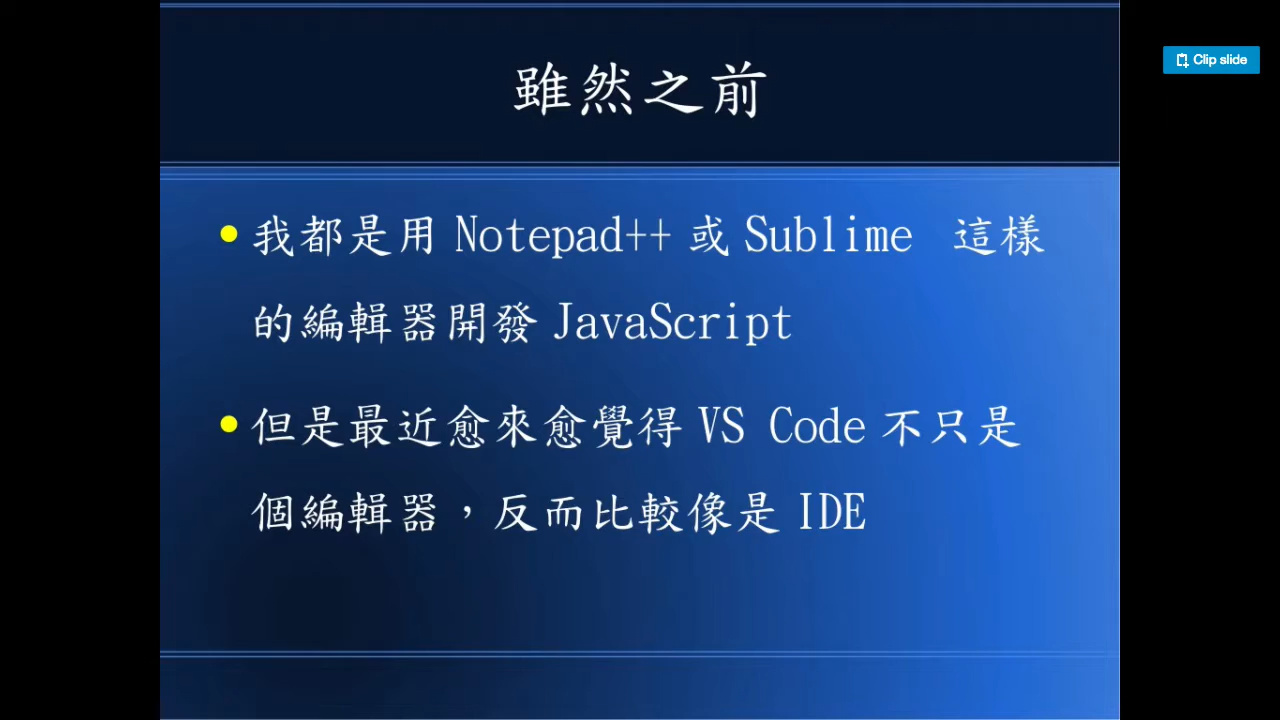 Clip slide
雖然之前
我都是用 Notepad++ 或 Sublime 這樣
的編輯器開發 JavaScript
但是最近愈來愈覺得 VS Code 不只是
個編輯器，反而比較像是 IDE